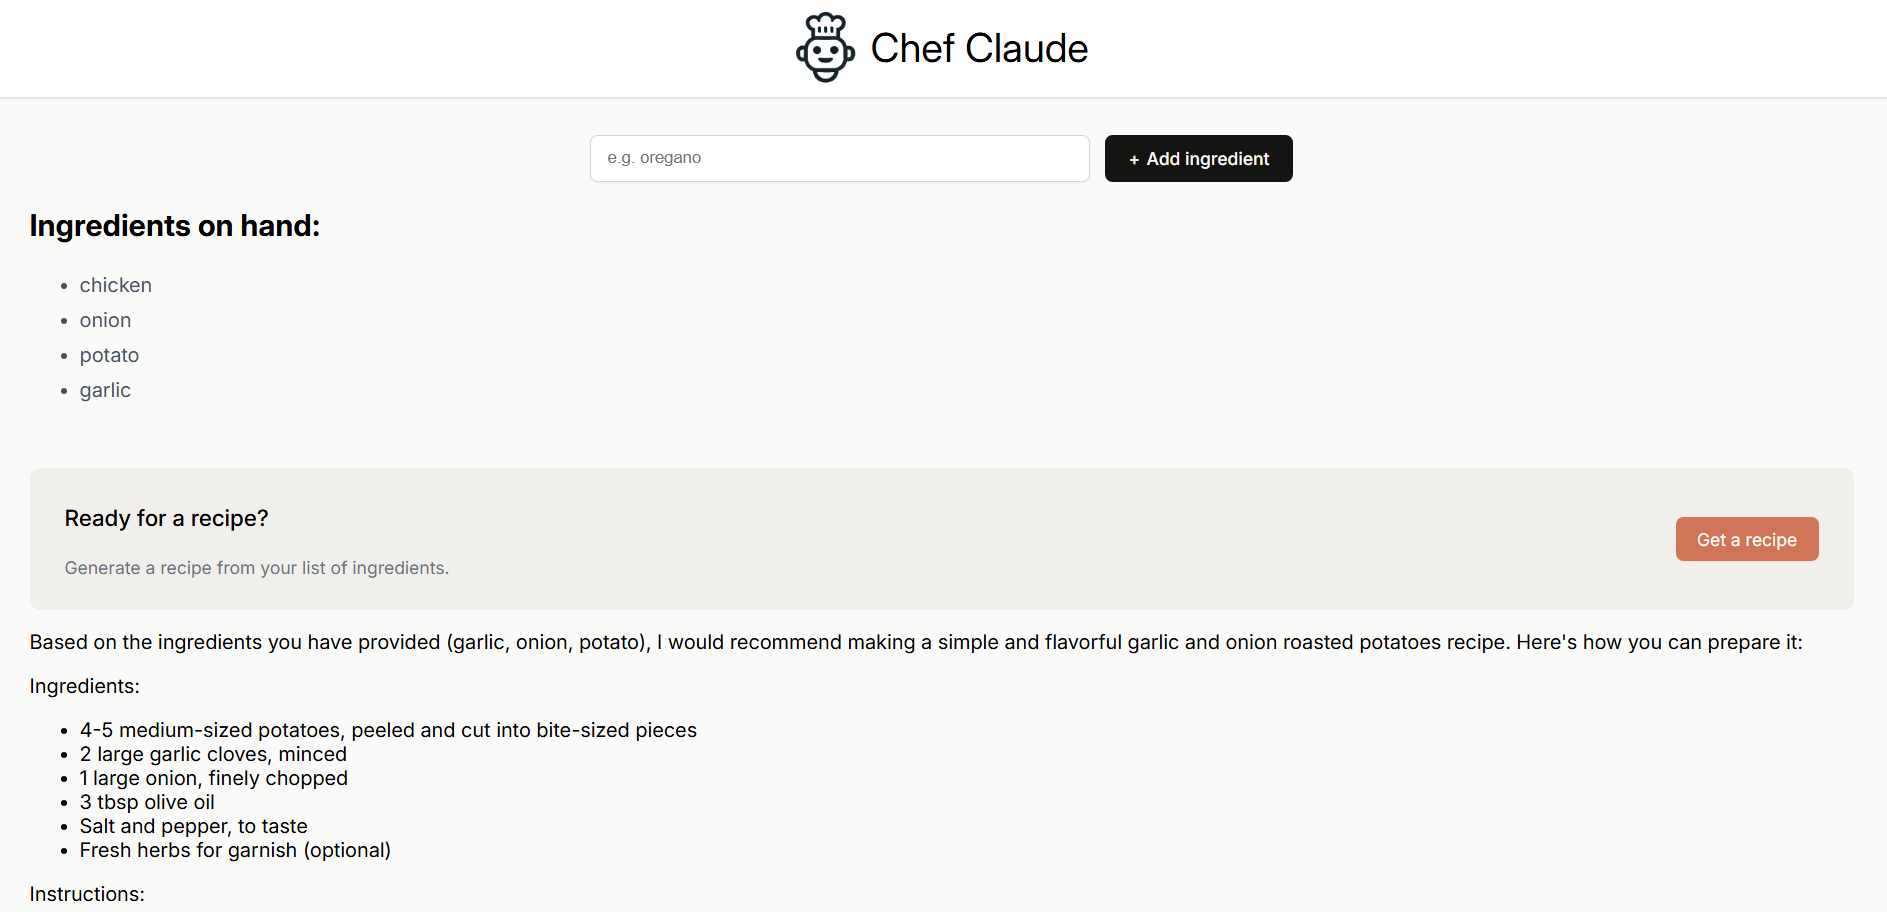 Chef Claude
e.g. oregano
+ Add ingredient
Ingredients on hand:
• chicken
• onion
• potato
• garlic
Ready for a recipe?
Generate a recipe from your list of ingredients.
Get a recipe
Based on the ingredients you have provided (garlic, onion, potato), I would recommend making a simple and flavorful garlic and onion roasted potatoes recipe. Here's how you can prepare it:
Ingredients:
• 4-5 medium-sized potatoes, peeled and cut into bite-sized pieces
• 2 large garlic cloves, minced
• 1 large onion, finely chopped
• 3 tbsp olive oil
• Salt and pepper, to taste
• Fresh herbs for garnish (optional)
Instructions: